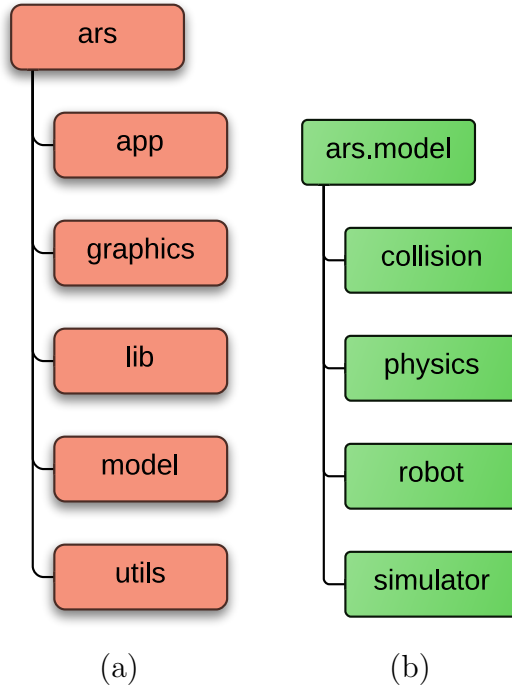 ars
app
graphics
lib
model
utils
(a)
ars.model
collision
physics
robot
simulator
(b)